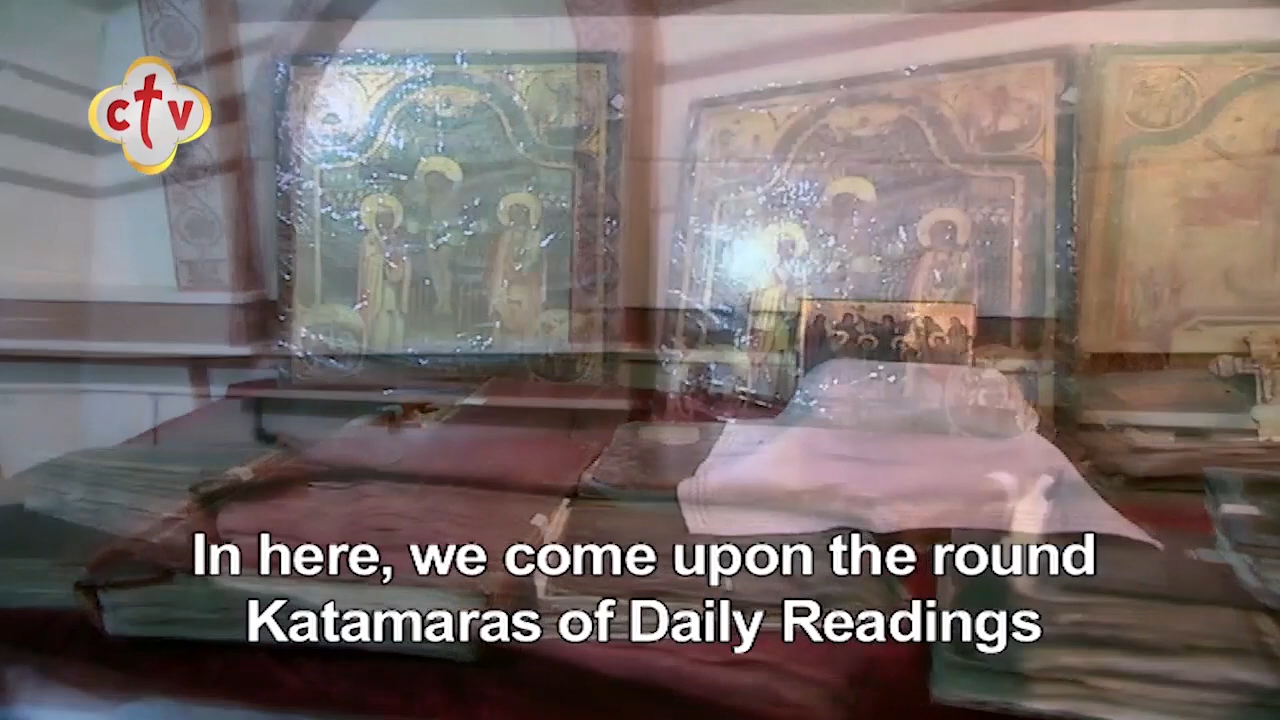 ctv
In here, we come upon the round
Katamaras of Daily Readings